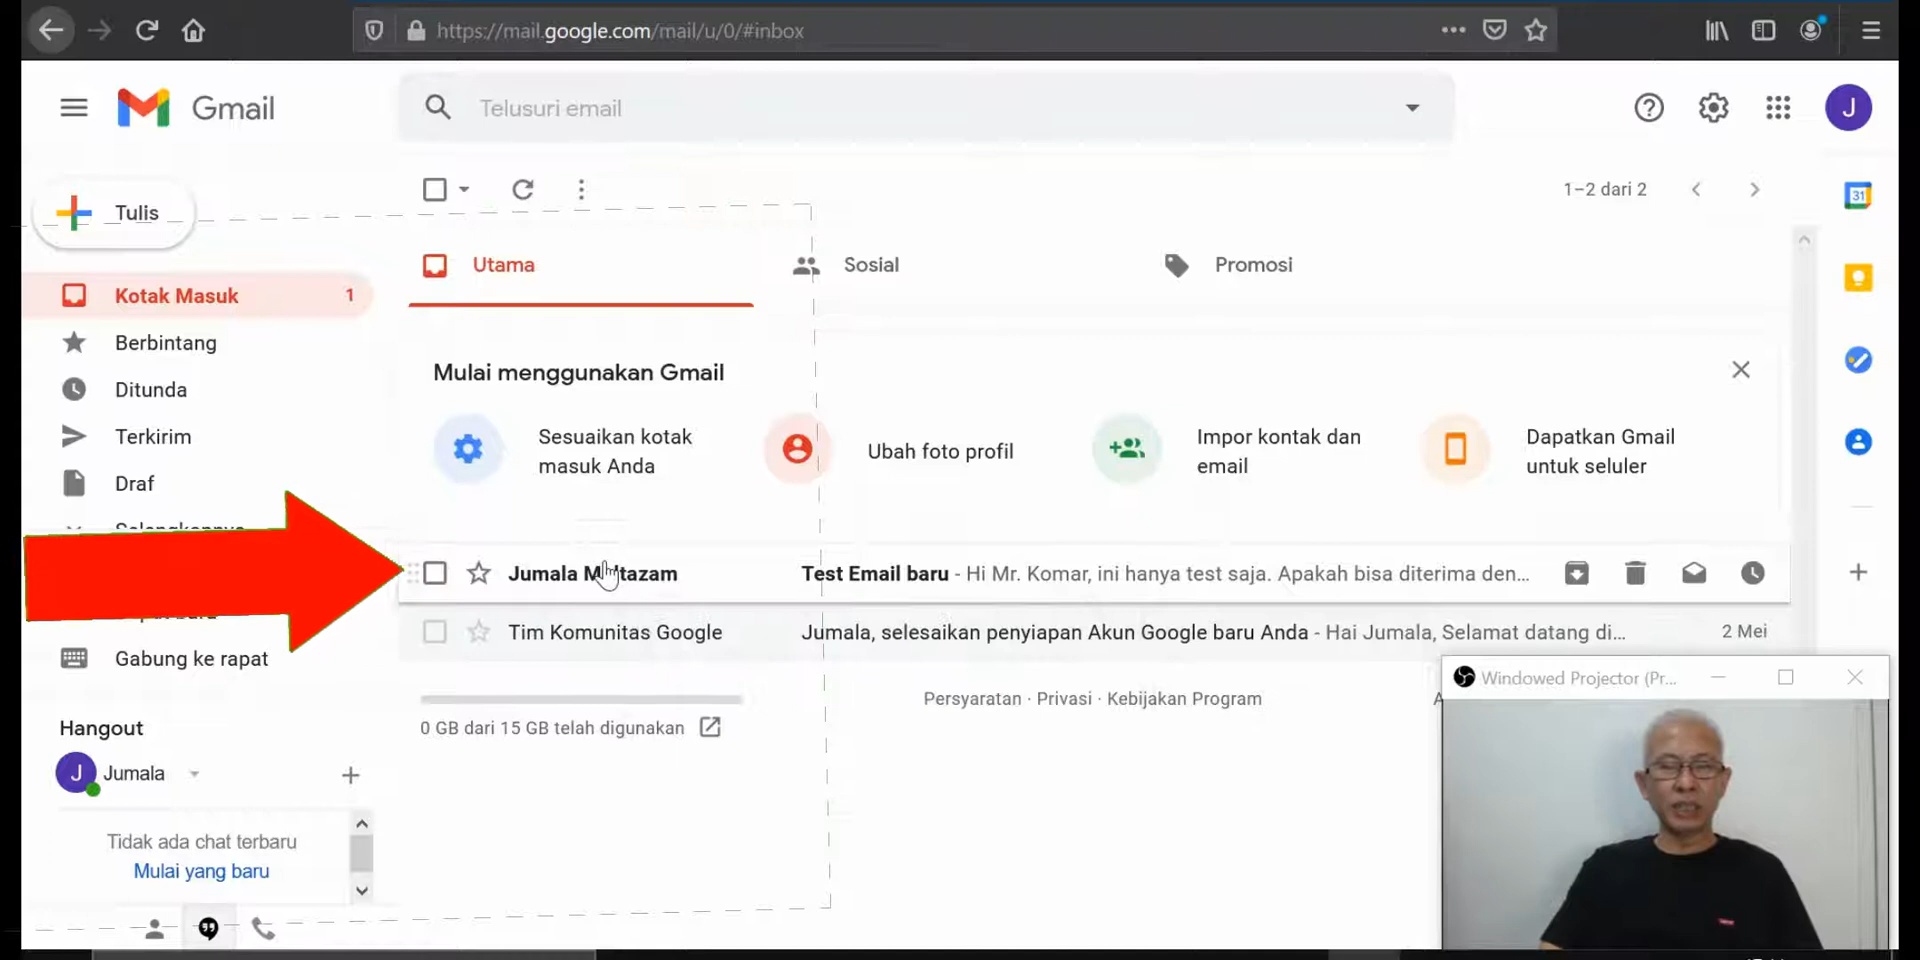 https://mail.google.com/mail/u/0/#inbox
Gmail
Telusuri email
J
Tulis
1–2 dari 2
31
Utama
Sosial
Promosi
Kotak Masuk 1
Berbintang
Ditunda
Terkirim
Draf
Mulai menggunakan Gmail
Sesuaikan kotak
masuk Anda
Ubah foto profil
Impor kontak dan
email
Dapatkan Gmail
untuk seluler
Jumala Test Email baru - Hi Mr. Komar, ini hanya test saja. Apakah bisa diterima den...
Tim Komunitas Google Jumala, selesaikan penyiapan Akun Google baru Anda - Hai Jumala, Selamat datang di... 2 Mei
Gabung ke rapat
0 GB dari 15 GB telah digunakan
Persyaratan · Privasi · Kebijakan Program
Hangout
J Jumala
Tidak ada chat terbaru
Mulai yang baru
Windowed Projector (Pr...